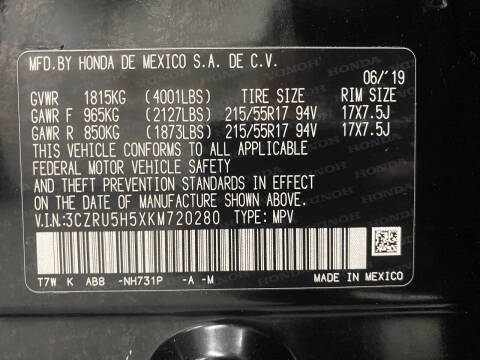 MFD.BY HONDA DE MEXICO S.A. DE C.V.
06/'19
GVWR 1815KG (4001LBS) TIRE SIZE RIM SIZE
GAWR F 965KG (2127LBS) 215/55R17 94V 17X7.5J
GAWR R 850KG (1873LBS) 215/55R17 94V 17X7.5J
THIS VEHICLE CONFORMS TO ALL APPLICABLE
FEDERAL MOTOR VEHICLE SAFETY
AND THEFT PREVENTION STANDARDS IN EFFECT
ON THE DATE OF MANUFACTURE SHOWN ABOVE.
V.I.N:3CZRU5H5XKM720280 TYPE: MPV
T7W K AB8 -NH731P -A -M
MADE IN MEXICO